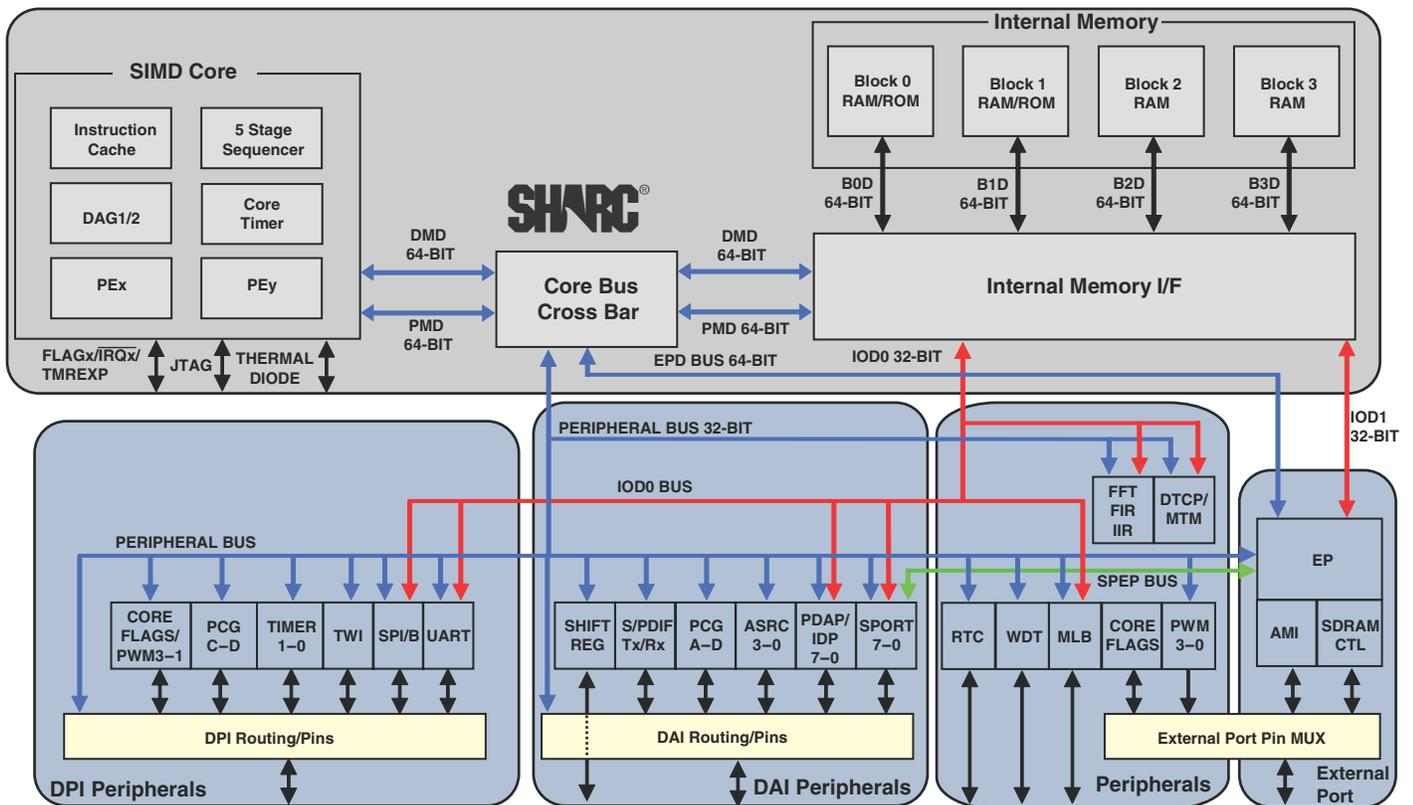 Internal Memory
SIMD Core
Block 0
RAM/ROM
Block 1
RAM/ROM
Block 2
RAM
Block 3
RAM
Instruction
Cache
5 Stage
Sequencer
DAG1/2
Core
Timer
PEx
PEy
B0D
64-BIT
B1D
64-BIT
B2D
64-BIT
B3D
64-BIT
SHARC®
DMD
64-BIT
DMD
64-BIT
Core Bus
Cross Bar
Internal Memory I/F
PMD
64-BIT
PMD 64-BIT
FLAGx/IRQx/
TMREXP
JTAG
THERMAL
DIODE
EPD BUS 64-BIT
IOD0 32-BIT
IOD1
32-BIT
PERIPHERAL BUS 32-BIT
IOD0 BUS
FFT
FIR
IIR
DTCP/
MTM
PERIPHERAL BUS
EP
SPEP BUS
CORE
FLAGS/
PWM3–1
PCG
C–D
TIMER
1–0
TWI
SPI/B
UART
SHIFT
REG
S/PDIF
Tx/Rx
PCG
A–D
ASRC
3–0
PDAP/
IDP
7–0
SPORT
7–0
RTC
WDT
MLB
CORE
FLAGS
PWM
3–0
AMI
SDRAM
CTL
DPI Routing/Pins
DAI Routing/Pins
External Port Pin MUX
DPI Peripherals
DAI Peripherals
Peripherals
External
Port